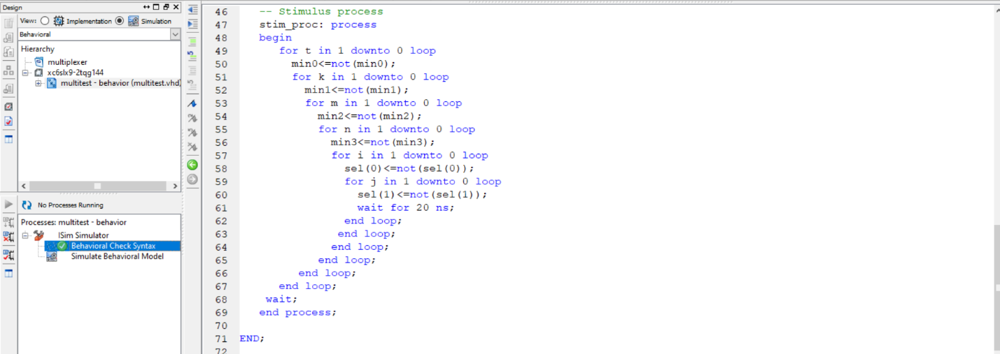 Design
View: Implementation Simulation
Behavioral
Hierarchy
multiplexer
xc6slx9-2tqg144
multitest - behavior (multitest.vhd)
No Processes Running
Processes: multitest - behavior
ISim Simulator
Behavioral Check Syntax
Simulate Behavioral Model
46 -- Stimulus process
47 stim_proc: process
48 begin
49 for t in 1 downto 0 loop
50 min0<=not(min0);
51 for k in 1 downto 0 loop
52 min1<=not(min1);
53 for m in 1 downto 0 loop
54 min2<=not(min2);
55 for n in 1 downto 0 loop
56 min3<=not(min3);
57 for i in 1 downto 0 loop
58 sel(0)<=not(sel(0));
59 for j in 1 downto 0 loop
60 sel(1)<=not(sel(1));
61 wait for 20 ns;
62 end loop;
63 end loop;
64 end loop;
65 end loop;
66 end loop;
67 end loop;
68 wait;
69 end process;
70
71 END;
72